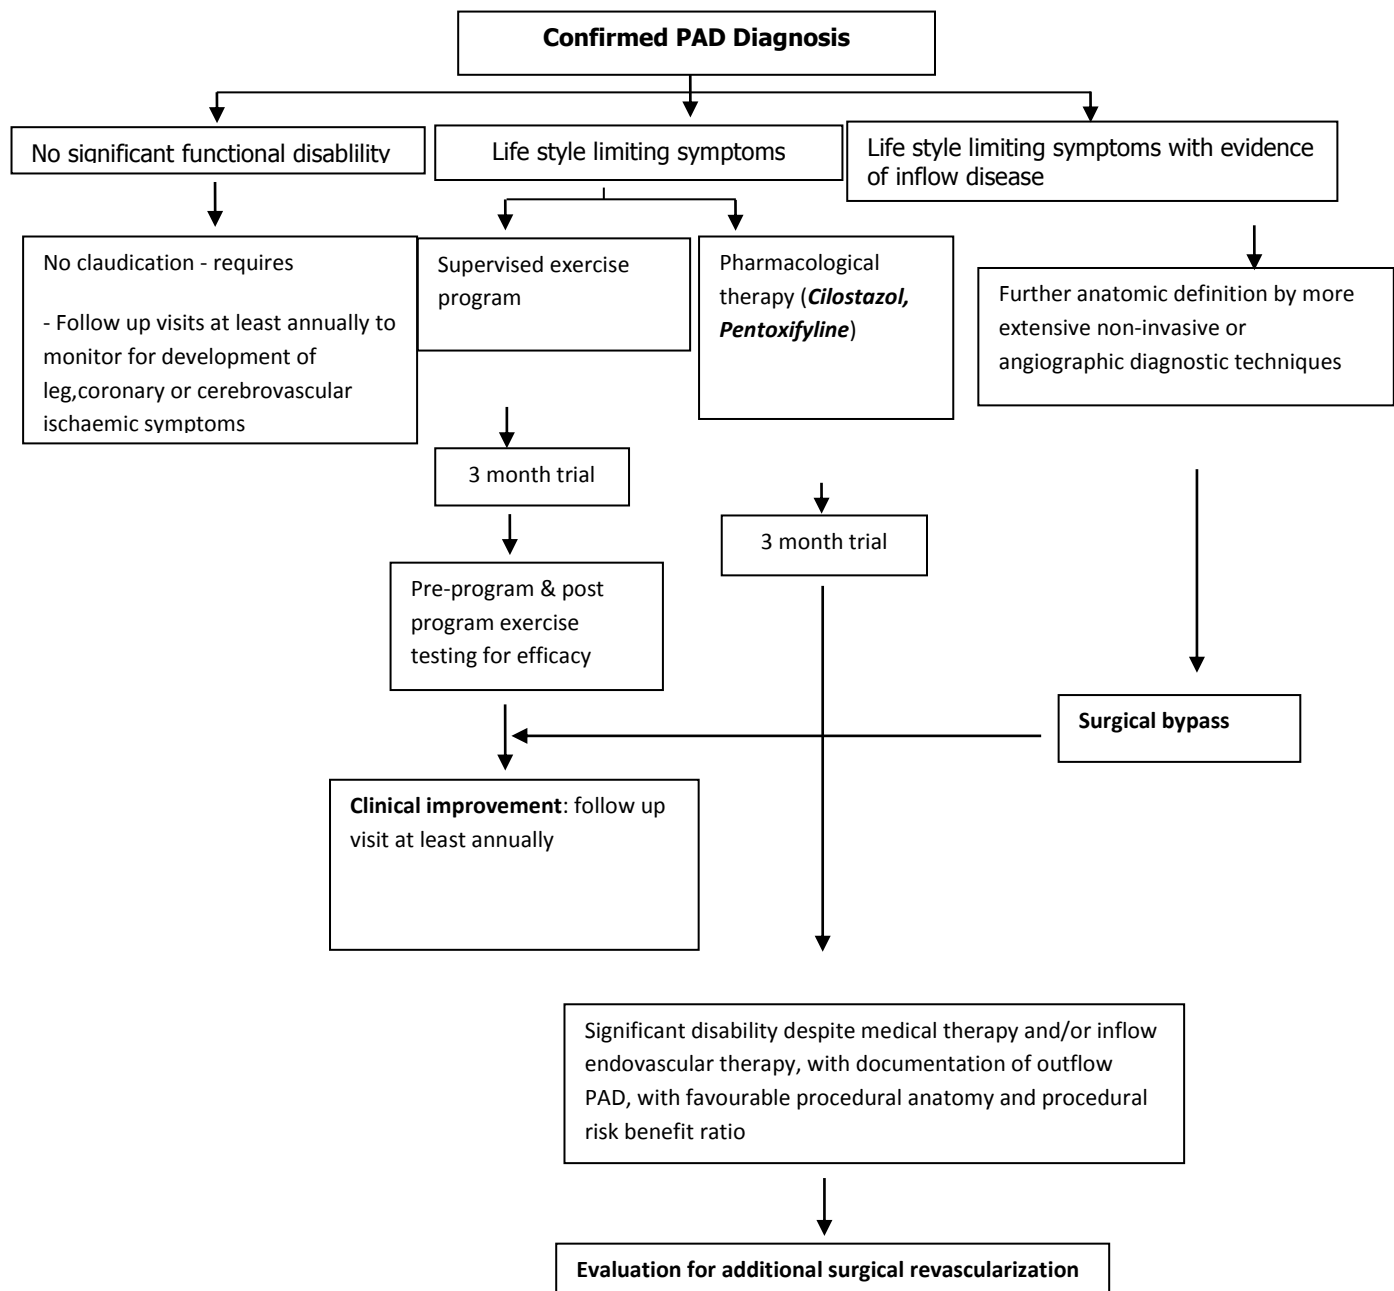 Confirmed PAD Diagnosis
No significant functional disablility
Life style limiting symptoms
Life style limiting symptoms with evidence
of inflow disease
No claudication - requires
- Follow up visits at least annually to
monitor for development of
leg,coronary or cerebrovascular
ischaemic symptoms
Supervised exercise
program
Pharmacological
therapy (Cilostazol,
Pentoxifyline)
Further anatomic definition by more
extensive non-invasive or
angiographic diagnostic techniques
3 month trial
3 month trial
Pre-program & post
program exercise
testing for efficacy
Surgical bypass
Clinical improvement: follow up
visit at least annually
Significant disability despite medical therapy and/or inflow
endovascular therapy, with documentation of outflow
PAD, with favourable procedural anatomy and procedural
risk benefit ratio
Evaluation for additional surgical revascularization